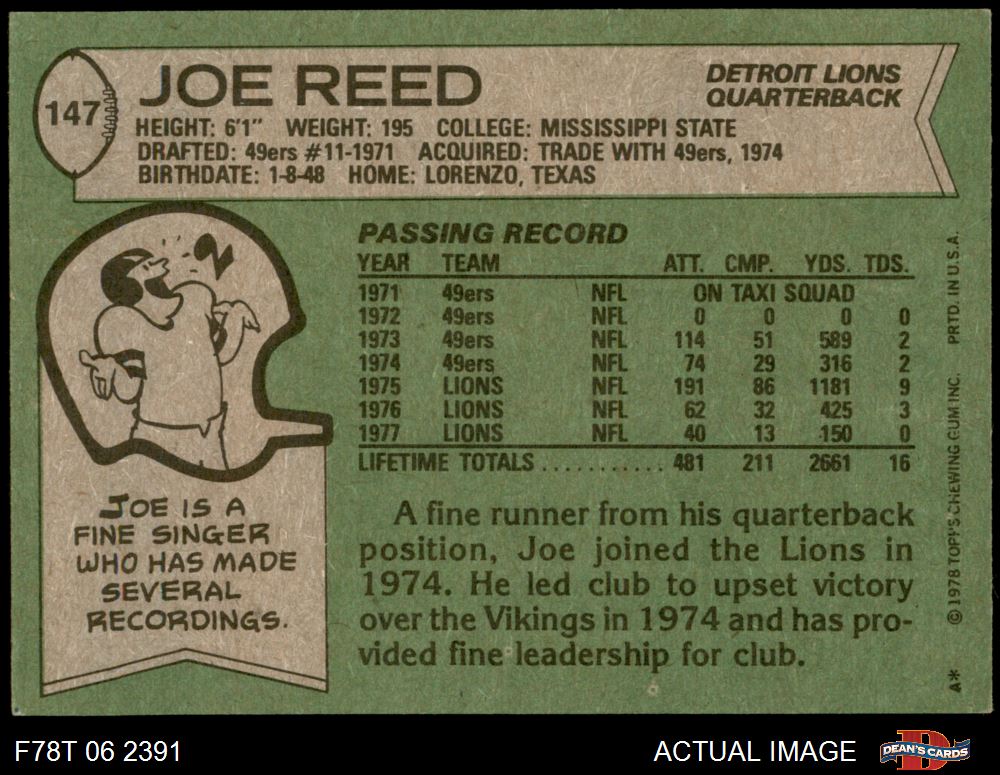 147
JOE REED
DETROIT LIONS
QUARTERBACK
HEIGHT: 6'1" WEIGHT: 195 COLLEGE: MISSISSIPPI STATE
DRAFTED: 49ers #11-1971 ACQUIRED: TRADE WITH 49ers, 1974
BIRTHDATE: 1-8-48 HOME: LORENZO, TEXAS
PASSING RECORD
YEAR TEAM ATT. CMP. YDS. TDS.
1971 49ers NFL ON TAXI SQUAD
1972 49ers NFL 0 0 0 0
1973 49ers NFL 114 51 589 2
1974 49ers NFL 74 29 316 2
1975 LIONS NFL 191 86 1181 9
1976 LIONS NFL 62 32 425 3
1977 LIONS NFL 40 13 150 0
LIFETIME TOTALS........... 481 211 2661 16
A fine runner from his quarterback
position, Joe joined the Lions in
1974. He led club to upset victory
over the Vikings in 1974 and has pro-
vided fine leadership for club.
JOE IS A
FINE SINGER
WHO HAS MADE
SEVERAL
RECORDINGS.
© 1978 TOPPS CHEWING GUM INC. PRTD. IN U.S.A.
A*
F78T 06 2391
ACTUAL IMAGE
D
DEAN'S CARDS